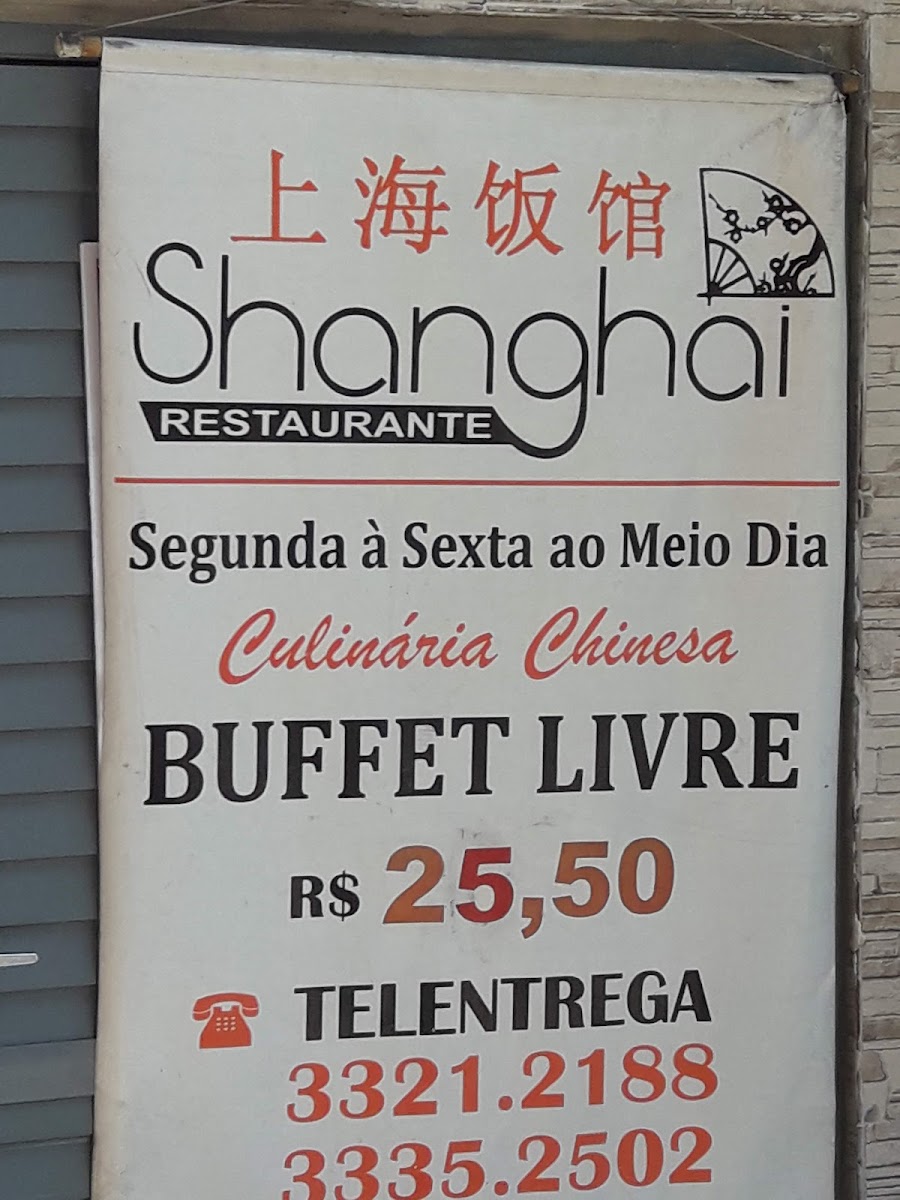 上海饭馆
Shanghai
RESTAURANTE
Segunda à Sexta ao Meio Dia
Culinária Chinesa
BUFFET LIVRE
R$ 25,50
TELENTREGA
3321.2188
3335.2502